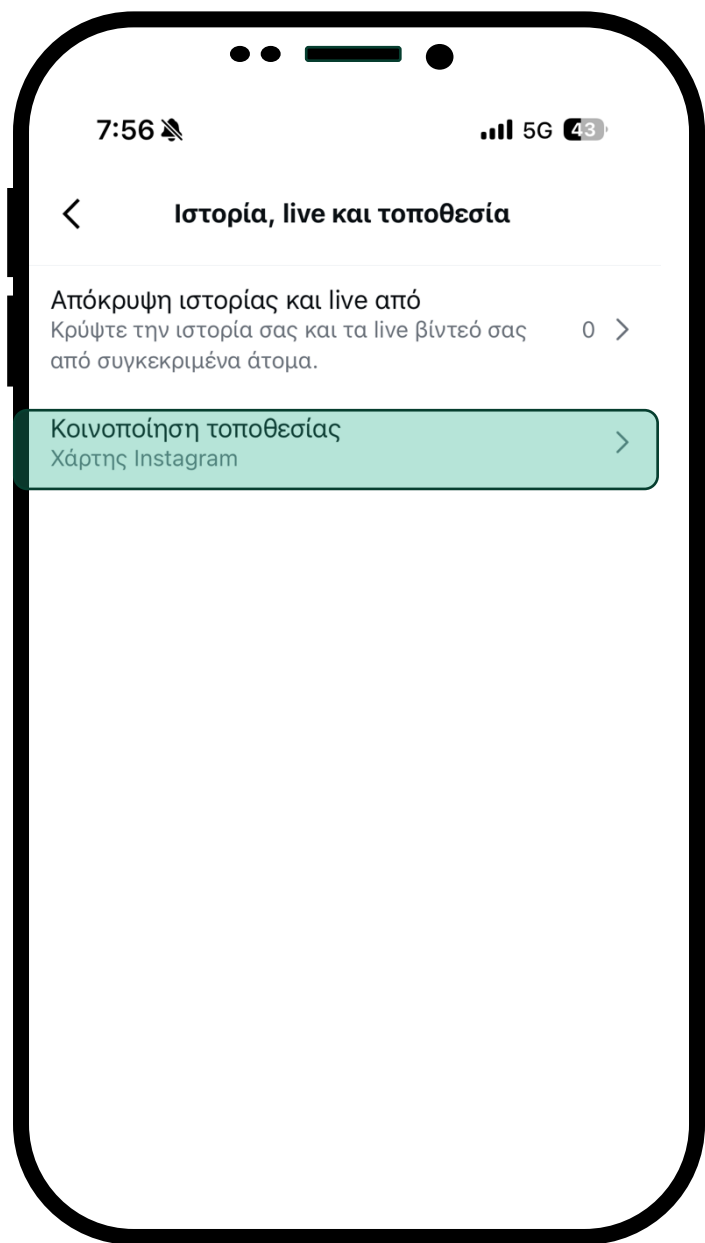 7:56 5G 43
Ιστορία, live και τοποθεσία
Απόκρυψη ιστορίας και live από
Κρύψτε την ιστορία σας και τα live βίντεό σας 0
από συγκεκριμένα άτομα.
Κοινοποίηση τοποθεσίας
Χάρτης Instagram